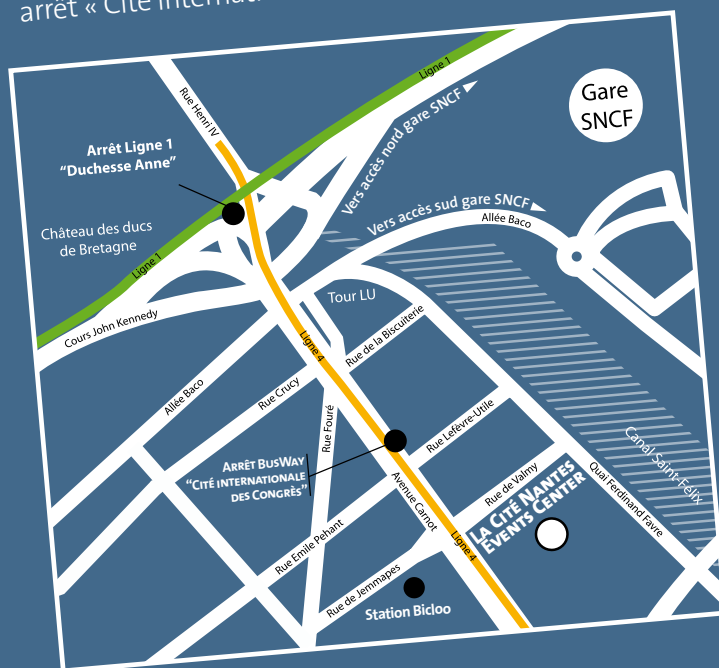 arrêt « Cité
Ligne 1
Rue Henri IV
Gare
SNCF
Vers accès nord gare SNCF
Arrêt Ligne 1
“Duchesse Anne”
Vers accès sud gare SNCF
Allée Baco
Château des ducs
de Bretagne
Ligne 1
Tour LU
Cours John Kennedy
Rue de la Biscuiterie
Ligne 4
Allée Baco
Rue Crucy
Rue Fouré
Rue Lefèvre-Utile
Canal Saint-Félix
Arrêt BusWay
“Cité internationale
des Congrès”
Avenue Carnot
Rue de Valmy
Quai Ferdinand Favre
La Cité Nantes
Events Center
Ligne 4
Rue Emile Pehant
Rue de Jemmapes
Station Bicloo